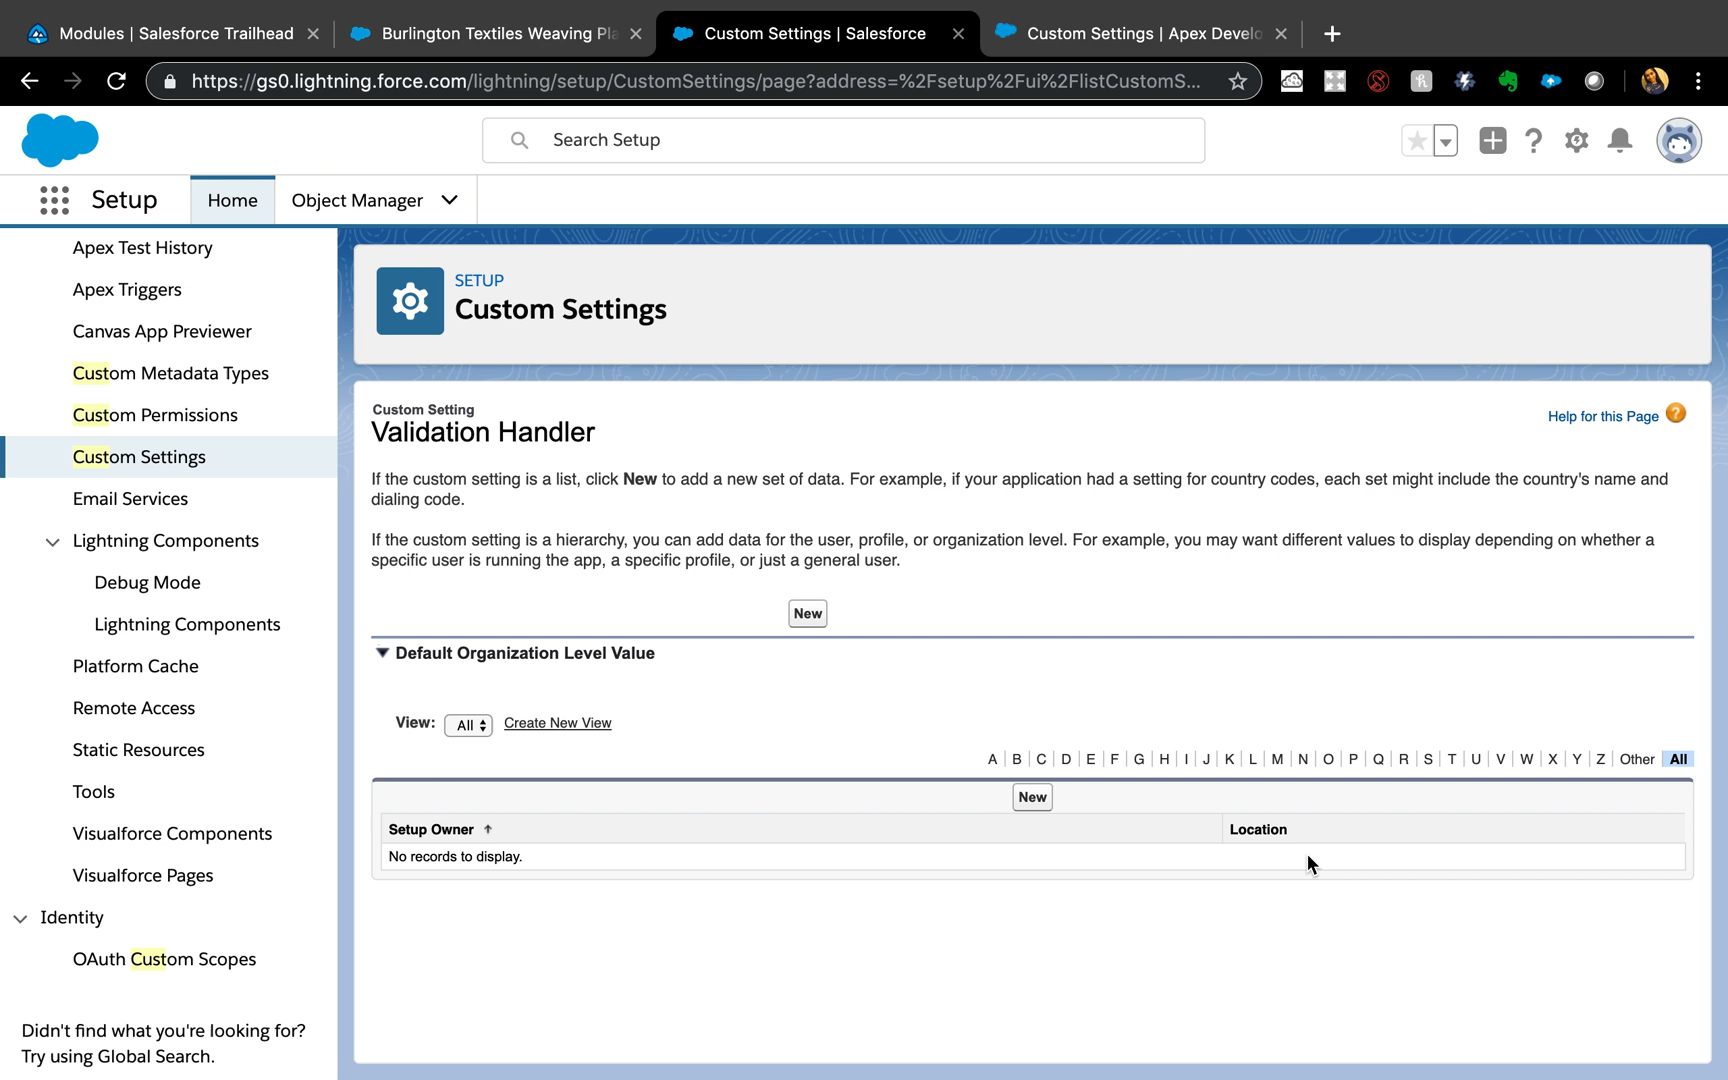 Modules | Salesforce Trailhead
Burlington Textiles Weaving Pla
Custom Settings | Salesforce
Custom Settings | Apex Develo
https://gs0.lightning.force.com/lightning/setup/CustomSettings/page?address=%2Fsetup%2Fui%2FlistCustomS...
Search Setup
Setup
Home
Object Manager
Apex Test History
Apex Triggers
Canvas App Previewer
Custom Metadata Types
Custom Permissions
Custom Settings
Email Services
Lightning Components
Debug Mode
Lightning Components
Platform Cache
Remote Access
Static Resources
Tools
Visualforce Components
Visualforce Pages
Identity
OAuth Custom Scopes
Didn't find what you're looking for?
Try using Global Search.
SETUP
Custom Settings
Custom Setting
Validation Handler
Help for this Page ?
If the custom setting is a list, click New to add a new set of data. For example, if your application had a setting for country codes, each set might include the country's name and
dialing code.
If the custom setting is a hierarchy, you can add data for the user, profile, or organization level. For example, you may want different values to display depending on whether a
specific user is running the app, a specific profile, or just a general user.
New
Default Organization Level Value
View: All Create New View
A | B | C | D | E | F | G | H | I | J | K | L | M | N | O | P | Q | R | S | T | U | V | W | X | Y | Z | Other | All
New
Setup Owner Location
No records to display.